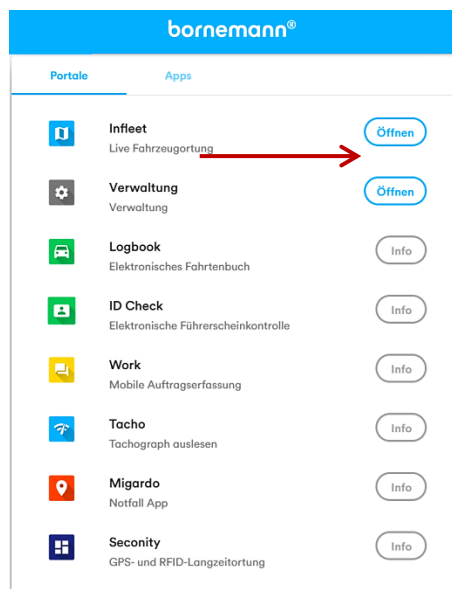 bornemann®
Portale Apps
Infleet
Live Fahrzeugortung
Öffnen
Verwaltung
Verwaltung
Öffnen
Logbook
Elektronisches Fahrtenbuch
Info
ID Check
Elektronische Führerscheinkontrolle
Info
Work
Mobile Auftragserfassung
Info
Tacho
Tachograph auslesen
Info
Migardo
Notfall App
Info
Seconity
GPS- und RFID-Langzeitortung
Info